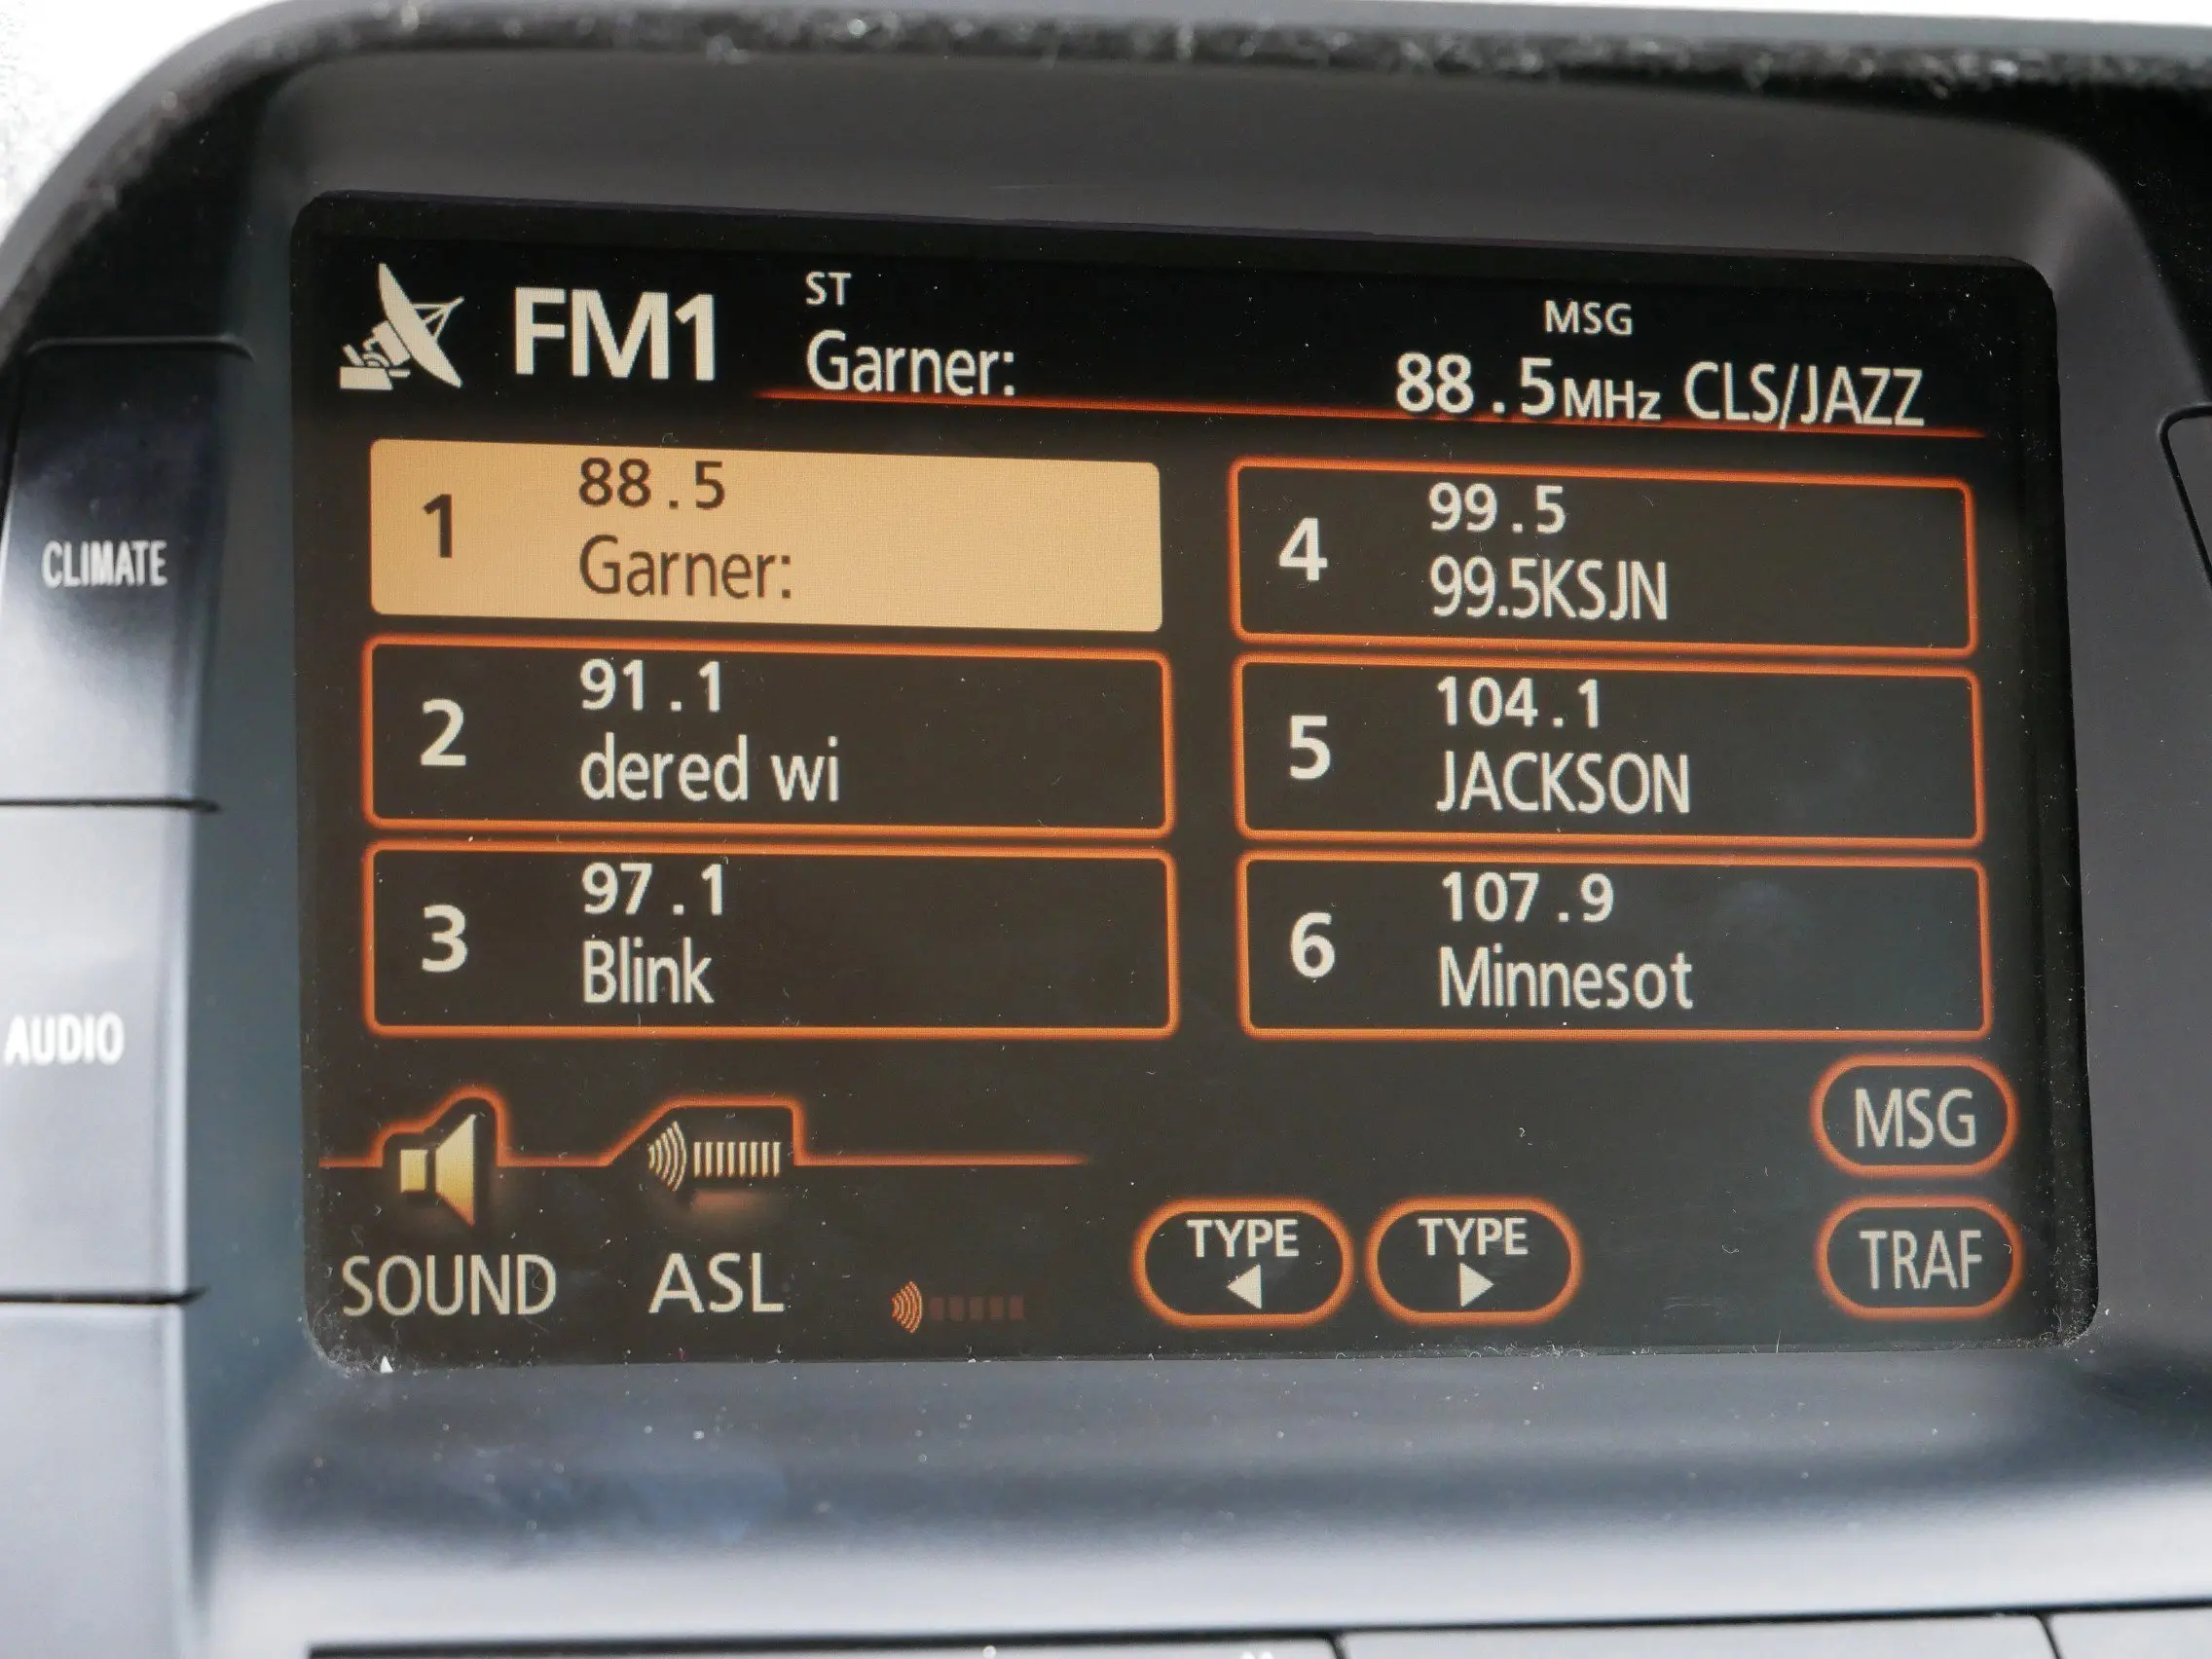 FM1
ST
Garner:
MSG
88.5MHz CLS/JAZZ
1
88.5
Garner:
2
91.1
dered wi
3
97.1
Blink
4
99.5
99.5KSJN
5
104.1
JACKSON
6
107.9
Minnesot
CLIMATE
AUDIO
MSG
SOUND
ASL
TYPE
TYPE
TRAF